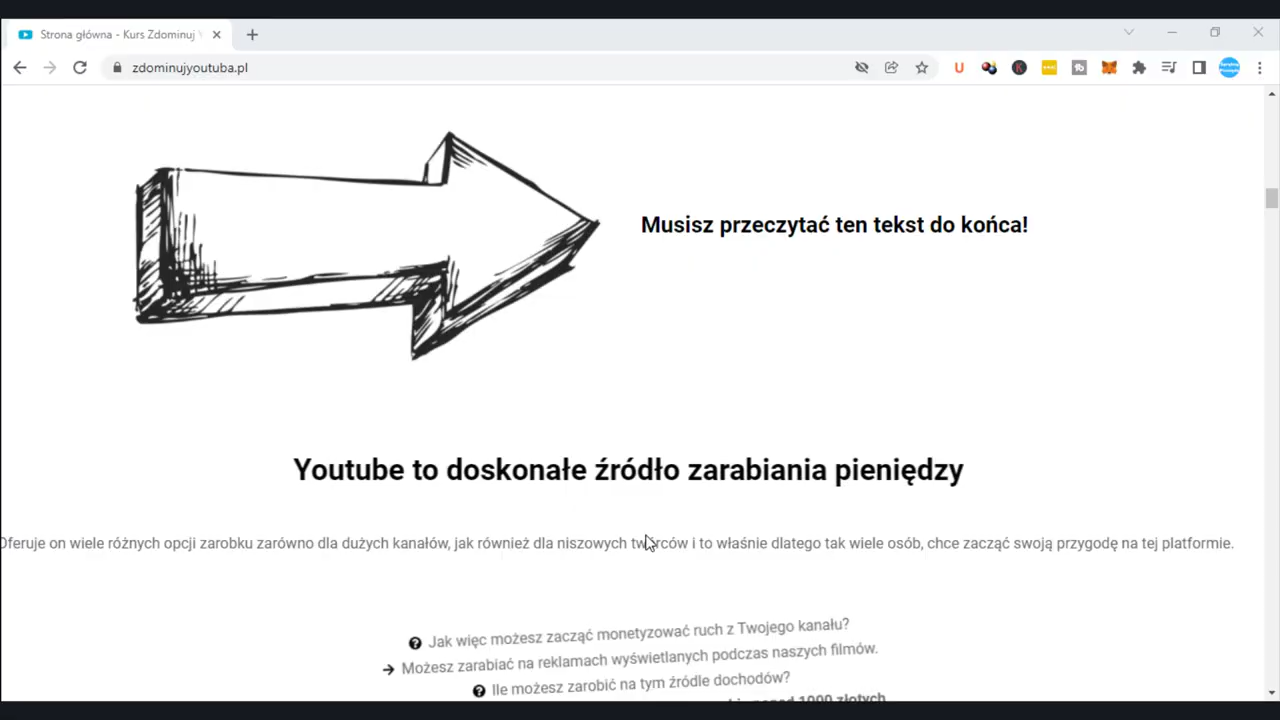 Strona główna - Kurs Zdominuj
zdominujyoutuba.pl
Musisz przeczytać ten tekst do końca!
Youtube to doskonałe źródło zarabiania pieniędzy
Oferuje on wiele różnych opcji zarobku zarówno dla dużych kanałów, jak również dla niszowych twórców i to właśnie dlatego tak wiele osób, chce zacząć swoją przygodę na tej platformie.
Jak więc możesz zacząć monetyzować ruch z Twojego kanału?
Możesz zarabiać na reklamach wyświetlanych podczas naszych filmów.
Ile możesz zarobić na tym źródle dochodów?
ponad 1000 złotych